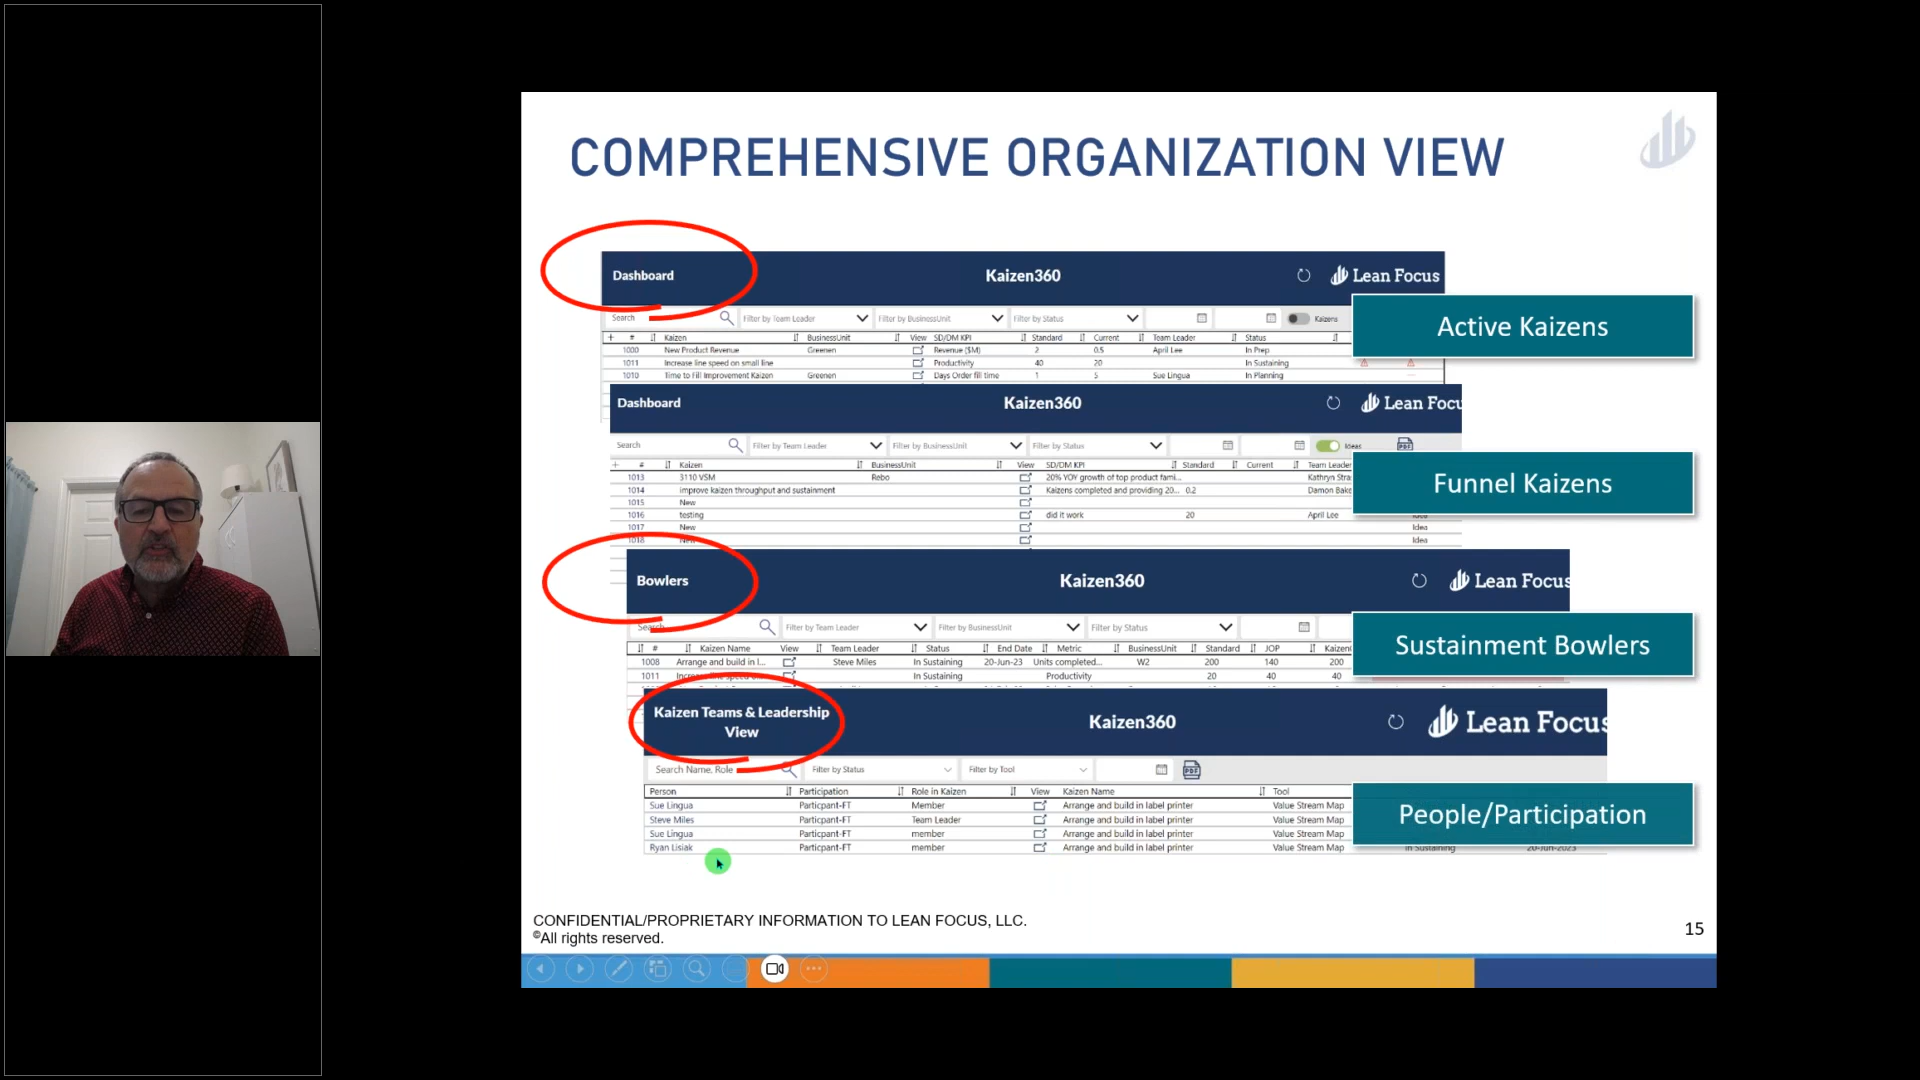 COMPREHENSIVE ORGANIZATION VIEW
Dashboard Kaizen360 Lean Focus
Search Filter by Team Leader Filter by BusinessUnit Filter by Status Kaizens
# Kaizen BusinessUnit View SD/DM KPI Standard Current Team Leader Status
1000 New Product Revenue Greenen Revenue ($M) 2 0.5 April Lee In Prep
1011 Increase line speed on small line Productivity 40 20 In Sustaining
1010 Time to Fill Improvement Kaizen Greenen Days Order fill time 1 5 Sue Lingua In Planning
Active Kaizens
Dashboard Kaizen360 Lean Focu
Search Filter by Team Leader Filter by BusinessUnit Filter by Status Ideas PDF
# Kaizen BusinessUnit View SD/DM KPI Standard Current Team Leader
1013 3110 VSM Rebo 20% YOY growth of top product fami... Kathryn Stra
1014 improve kaizen throughput and sustainment Kaizens completed and providing 20... 0.2 Damon Bake
1015 New
1016 testing did it work 20 April Lee Idea
1017 New Idea
1018 New Idea
Funnel Kaizens
Bowlers Kaizen360 Lean Focus
Search Filter by Team Leader Filter by BusinessUnit Filter by Status
# Kaizen Name View Team Leader Status End Date Metric BusinessUnit Standard JOP Kaizen
1008 Arrange and build in l... Steve Miles In Sustaining 20-Jun-23 Units completed... W2 200 140 200
1011 In Sustaining Productivity 20 40 40
Sustainment Bowlers
Kaizen Teams & Leadership
View
Kaizen360 Lean Focus
Search Name, Role Filter by Status Filter by Tool PDF
Person Participation Role in Kaizen View Kaizen Name Tool
Sue Lingua Particpant-FT Member Arrange and build in label printer Value Stream Map
Steve Miles Particpant-FT Team Leader Arrange and build in label printer Value Stream Map
Sue Lingua Particpant-FT member Arrange and build in label printer Value Stream Map
Ryan Lisiak Particpant-FT member Arrange and build in label printer Value Stream Map In Sustaining 20-Jun-2023
People/Participation
CONFIDENTIAL/PROPRIETARY INFORMATION TO LEAN FOCUS, LLC.
©All rights reserved.
15